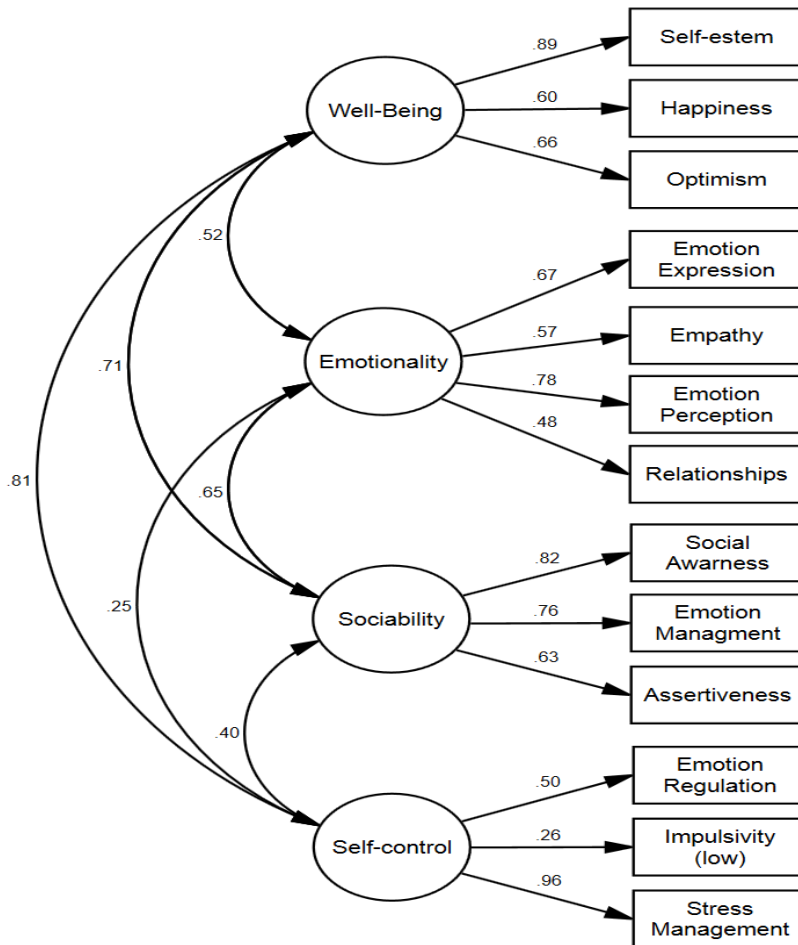 .89
Self-estem
Well-Being
.60
Happiness
.66
Optimism
.52
.67
Emotion
Expression
.57
Empathy
Emotionality
.71
.78
Emotion
Perception
.48
Relationships
.81
.65
.82
Social
Awarness
.25
Sociability
.76
Emotion
Managment
.63
Assertiveness
.40
.50
Emotion
Regulation
Self-control
.26
Impulsivity
(low)
.96
Stress
Management